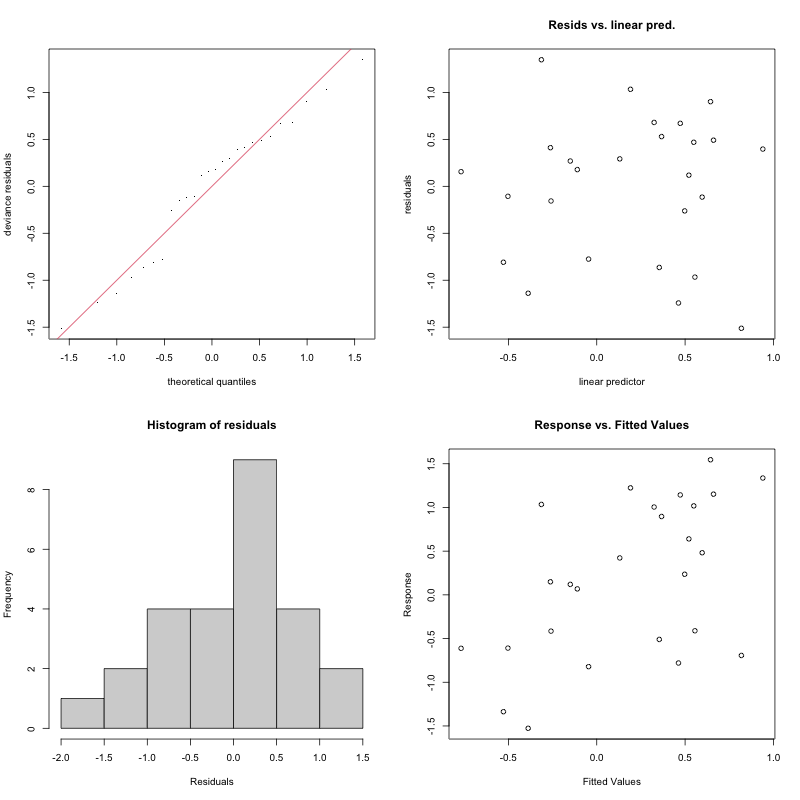 deviance residuals
1.0
0.5
0.0
-0.5
-1.0
-1.5
-1.5 -1.0 -0.5 0.0 0.5 1.0 1.5
theoretical quantiles
Resids vs. linear pred.
residuals
1.0
0.5
0.0
-0.5
-1.0
-1.5
-0.5 0.0 0.5 1.0
linear predictor
Histogram of residuals
Frequency
8
6
4
2
0
-2.0 -1.5 -1.0 -0.5 0.0 0.5 1.0 1.5
Residuals
Response vs. Fitted Values
Response
1.5
1.0
0.5
0.0
-0.5
-1.0
-1.5
-0.5 0.0 0.5 1.0
Fitted Values